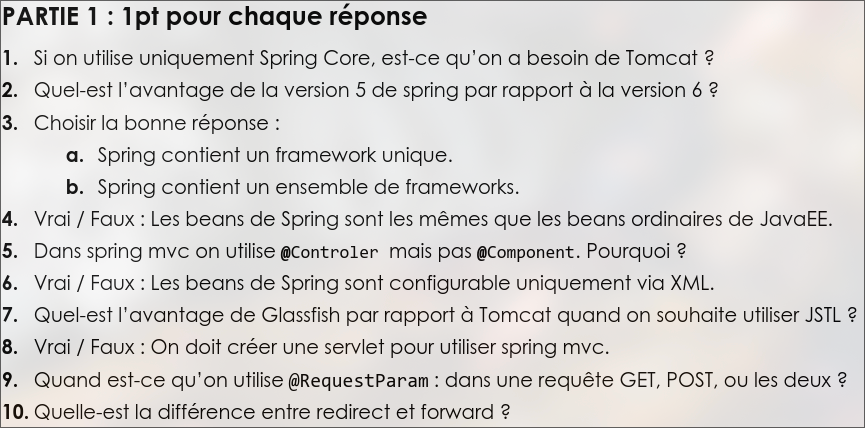 PARTIE 1 : 1pt pour chaque réponse
1. Si on utilise uniquement Spring Core, est-ce qu'on a besoin de Tomcat ?
2. Quel-est l'avantage de la version 5 de spring par rapport à la version 6 ?
3. Choisir la bonne réponse :
a. Spring contient un framework unique.
b. Spring contient un ensemble de frameworks.
4. Vrai / Faux : Les beans de Spring sont les mêmes que les beans ordinaires de JavaEE.
5. Dans spring mvc on utilise @Controler mais pas @Component. Pourquoi ?
6. Vrai / Faux : Les beans de Spring sont configurable uniquement via XML.
7. Quel-est l'avantage de Glassfish par rapport à Tomcat quand on souhaite utiliser JSTL ?
8. Vrai / Faux : On doit créer une servlet pour utiliser spring mvc.
9. Quand est-ce qu'on utilise @RequestParam : dans une requête GET, POST, ou les deux ?
10. Quelle-est la différence entre redirect et forward ?